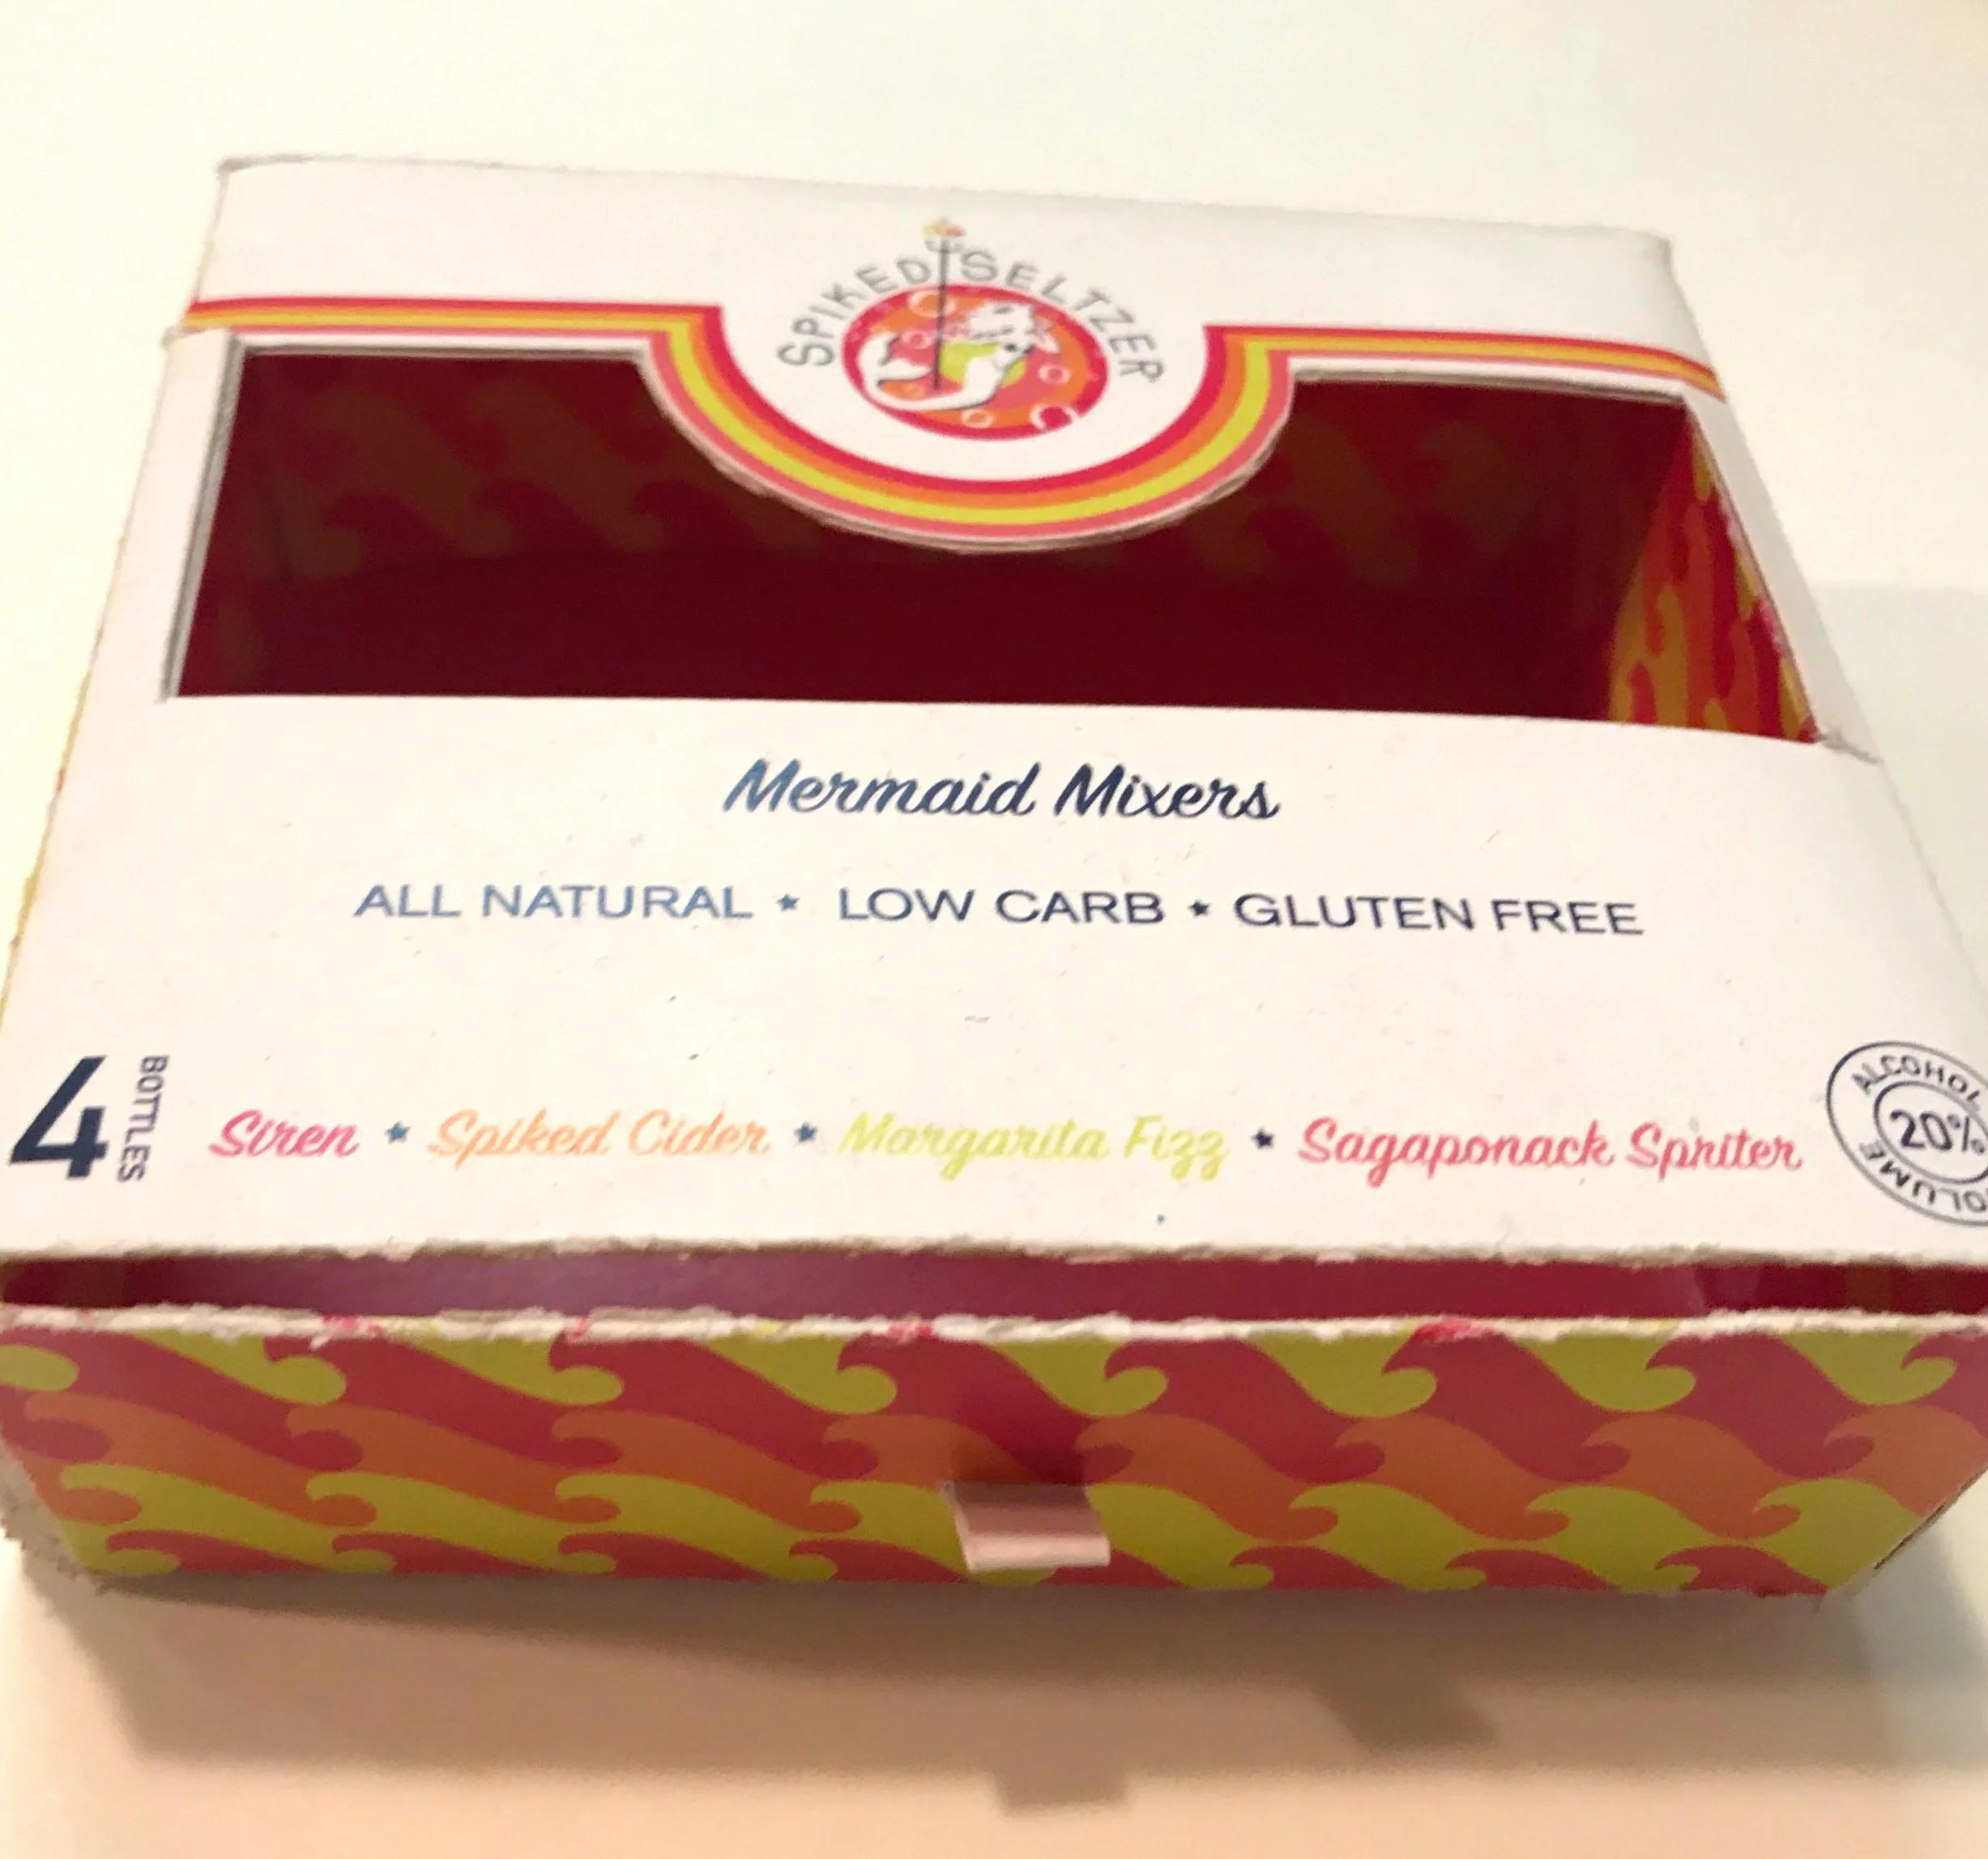 SPIKED SELTZER
Mermaid Mixers
ALL NATURAL * LOW CARB * GLUTEN FREE
4 BOTTLES
Siren * Spiked Cider * Margarita Fizz * Sagaponack Spriter
ALCOHOL
20%